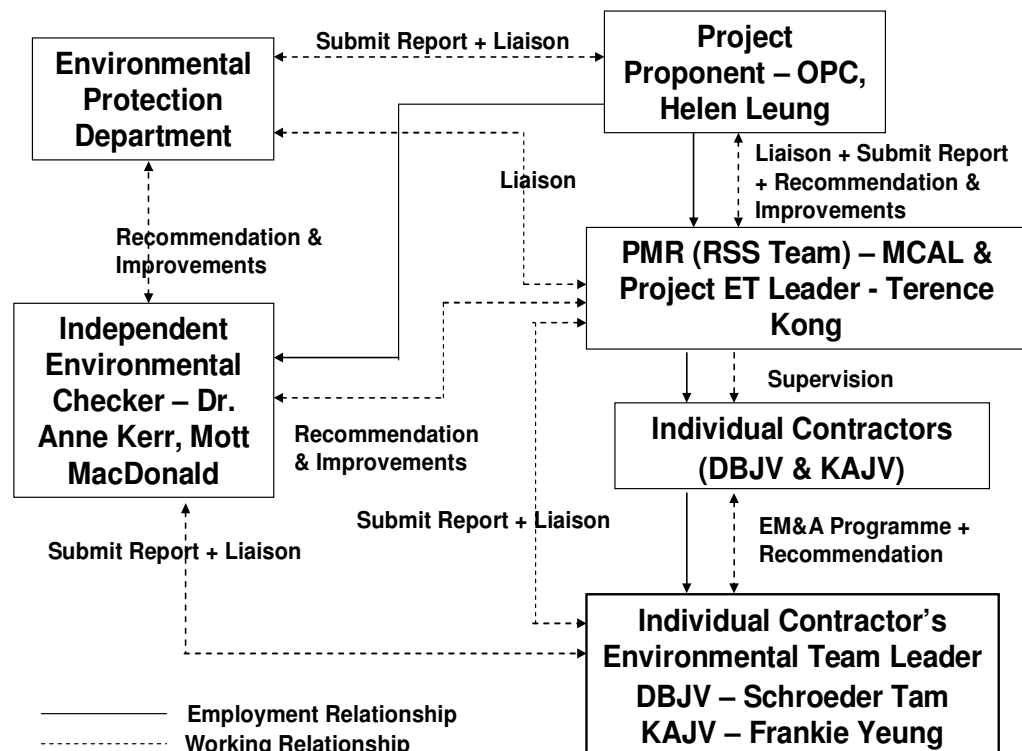 Submit Report + Liaison
Environmental
Protection
Department
Project
Proponent – OPC,
Helen Leung
Liaison
Liaison + Submit Report
+ Recommendation &
Improvements
Recommendation &
Improvements
PMR (RSS Team) – MCAL &
Project ET Leader - Terence
Kong
Independent
Environmental
Checker – Dr.
Anne Kerr, Mott
MacDonald
Supervision
Recommendation
& Improvements
Individual Contractors
(DBJV & KAJV)
Submit Report + Liaison
Submit Report + Liaison
EM&A Programme +
Recommendation
Individual Contractor's
Environmental Team Leader
DBJV – Schroeder Tam
KAJV – Frankie Yeung
Employment Relationship
Working Relationship